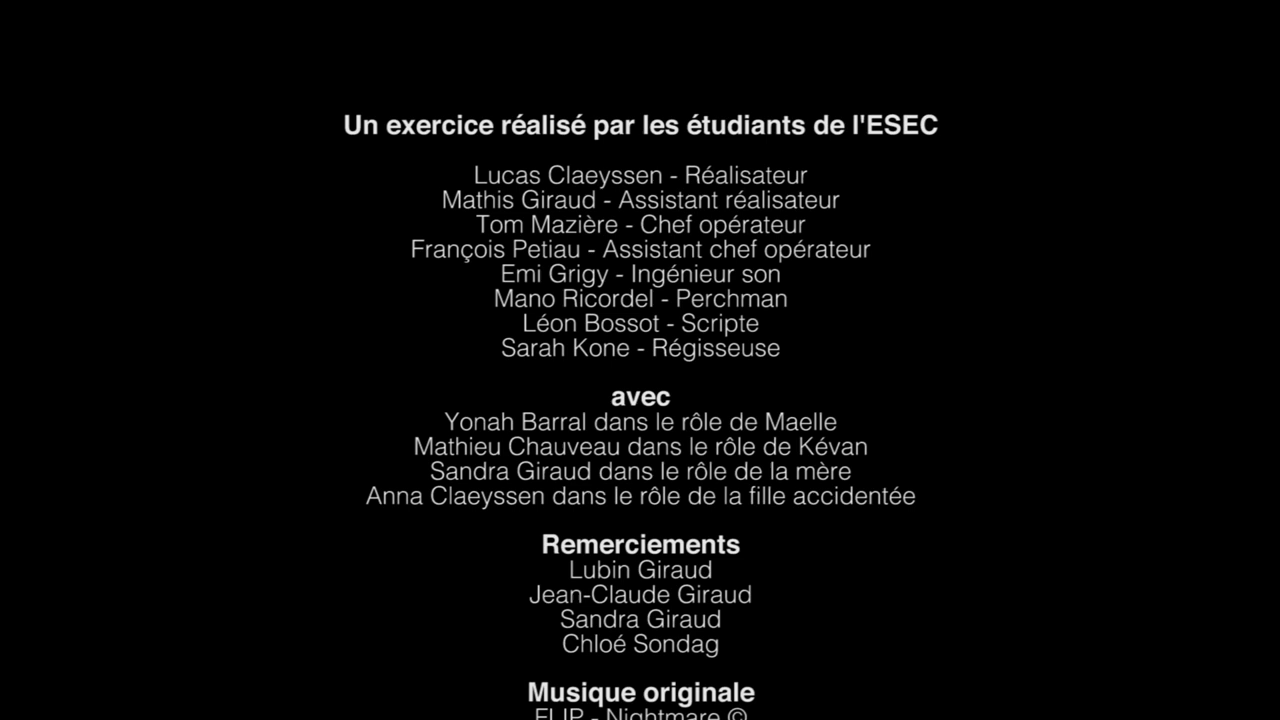 Un exercice réalisé par les étudiants de l'ESEC
Lucas Claeyssen - Réalisateur
Mathis Giraud - Assistant réalisateur
Tom Mazière - Chef opérateur
François Petiau - Assistant chef opérateur
Emi Grigy - Ingénieur son
Mano Ricordel - Perchman
Léon Bossot - Scripte
Sarah Kone - Régisseuse
avec
Yonah Barral dans le rôle de Maelle
Mathieu Chauveau dans le rôle de Kévan
Sandra Giraud dans le rôle de la mère
Anna Claeyssen dans le rôle de la fille accidentée
Remerciements
Lubin Giraud
Jean-Claude Giraud
Sandra Giraud
Chloé Sondag
Musique originale
FLIP - Nightmare ©